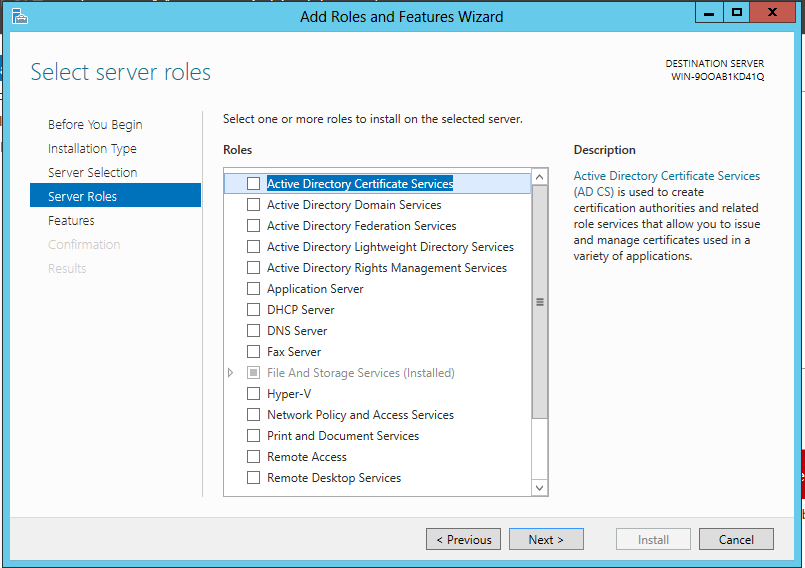 Add Roles and Features Wizard
Select server roles
DESTINATION SERVER
WIN-9OOAB1KD41Q
Before You Begin
Installation Type
Server Selection
Server Roles
Features
Confirmation
Results
Select one or more roles to install on the selected server.
Roles
Active Directory Certificate Services
Active Directory Domain Services
Active Directory Federation Services
Active Directory Lightweight Directory Services
Active Directory Rights Management Services
Application Server
DHCP Server
DNS Server
Fax Server
File And Storage Services (Installed)
Hyper-V
Network Policy and Access Services
Print and Document Services
Remote Access
Remote Desktop Services
Description
Active Directory Certificate Services
(AD CS) is used to create
certification authorities and related
role services that allow you to issue
and manage certificates used in a
variety of applications.
< Previous
Next >
Install
Cancel